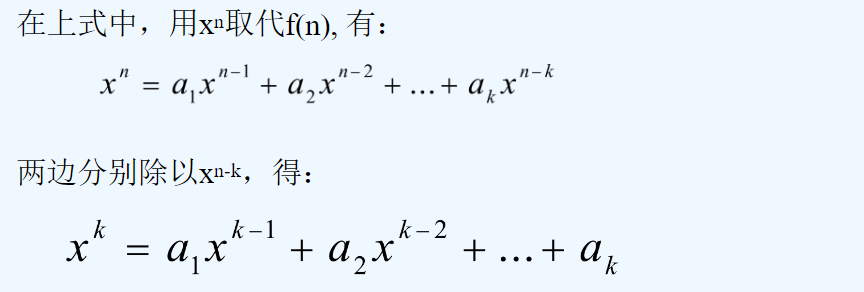 在上式中，用xⁿ取代f(n), 有：
xⁿ = a₁xⁿ⁻¹ + a₂xⁿ⁻² + ... + aₖxⁿ⁻ᵏ
两边分别除以xⁿ⁻ᵏ，得：
xᵏ = a₁xᵏ⁻¹ + a₂xᵏ⁻² + ... + aₖ